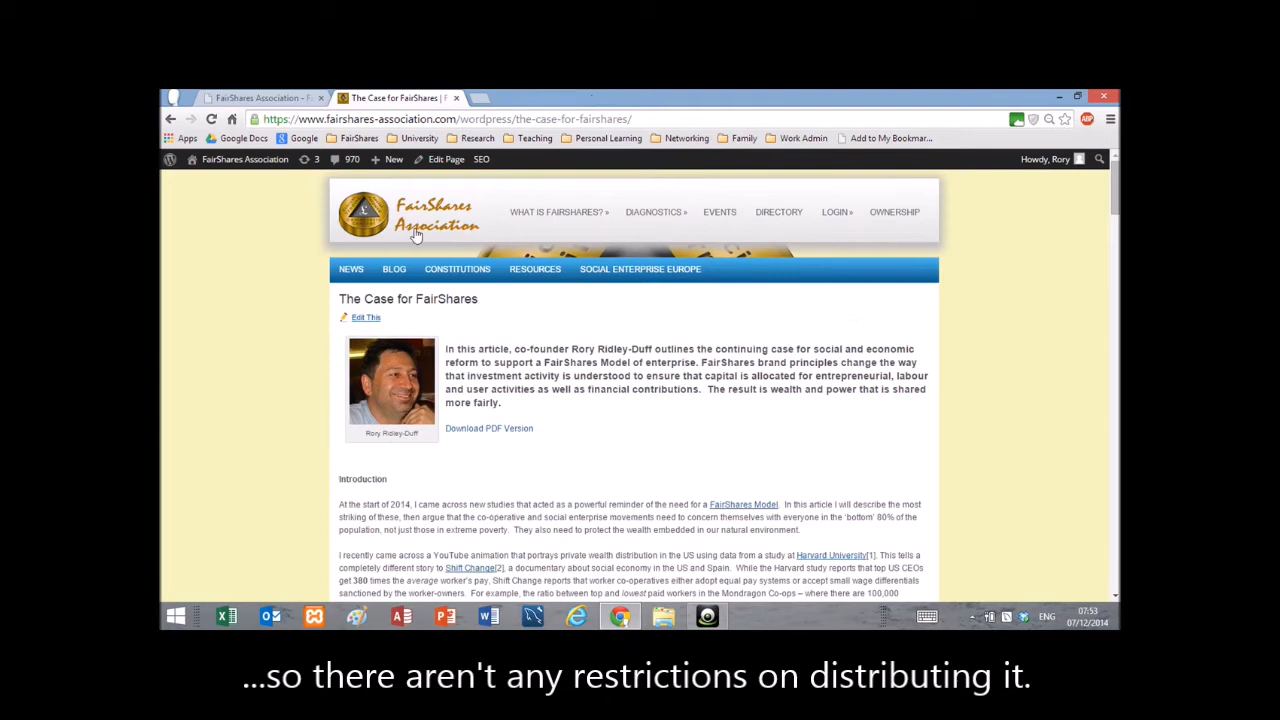 FairShares Association - Fa
The Case for FairShares | F
https://www.fairshares-association.com/wordpress/the-case-for-fairshares/
Apps Google Docs Google FairShares University Research Teaching Personal Learning Networking Family Work Admin Add to My Bookmar...
FairShares Association 3 970 New Edit Page SEO Howdy, Rory
FairShares
Association
WHAT IS FAIRSHARES? » DIAGNOSTICS » EVENTS DIRECTORY LOGIN » OWNERSHIP
NEWS BLOG CONSTITUTIONS RESOURCES SOCIAL ENTERPRISE EUROPE
The Case for FairShares
Edit This
In this article, co-founder Rory Ridley-Duff outlines the continuing case for social and economic
reform to support a FairShares Model of enterprise. FairShares brand principles change the way
that investment activity is understood to ensure that capital is allocated for entrepreneurial, labour
and user activities as well as financial contributions. The result is wealth and power that is shared
more fairly.
Download PDF Version
Rory Ridley-Duff
Introduction
At the start of 2014, I came across new studies that acted as a powerful reminder of the need for a FairShares Model. In this article I will describe the most
striking of these, then argue that the co-operative and social enterprise movements need to concern themselves with everyone in the 'bottom' 80% of the
population, not just those in extreme poverty. They also need to protect the wealth embedded in our natural environment.
I recently came across a YouTube animation that portrays private wealth distribution in the US using data from a study at Harvard University[1]. This tells a
completely different story to Shift Change[2], a documentary about social economy in the US and Spain. While the Harvard study reports that top US CEOs
get 380 times the average worker's pay, Shift Change reports that worker co-operatives either adopt equal pay systems or accept small wage differentials
sanctioned by the worker-owners. For example, the ratio between top and lowest paid workers in the Mondragon Co-ops – where there are 100,000
ENG
07:53
07/12/2014
...so there aren't any restrictions on distributing it.